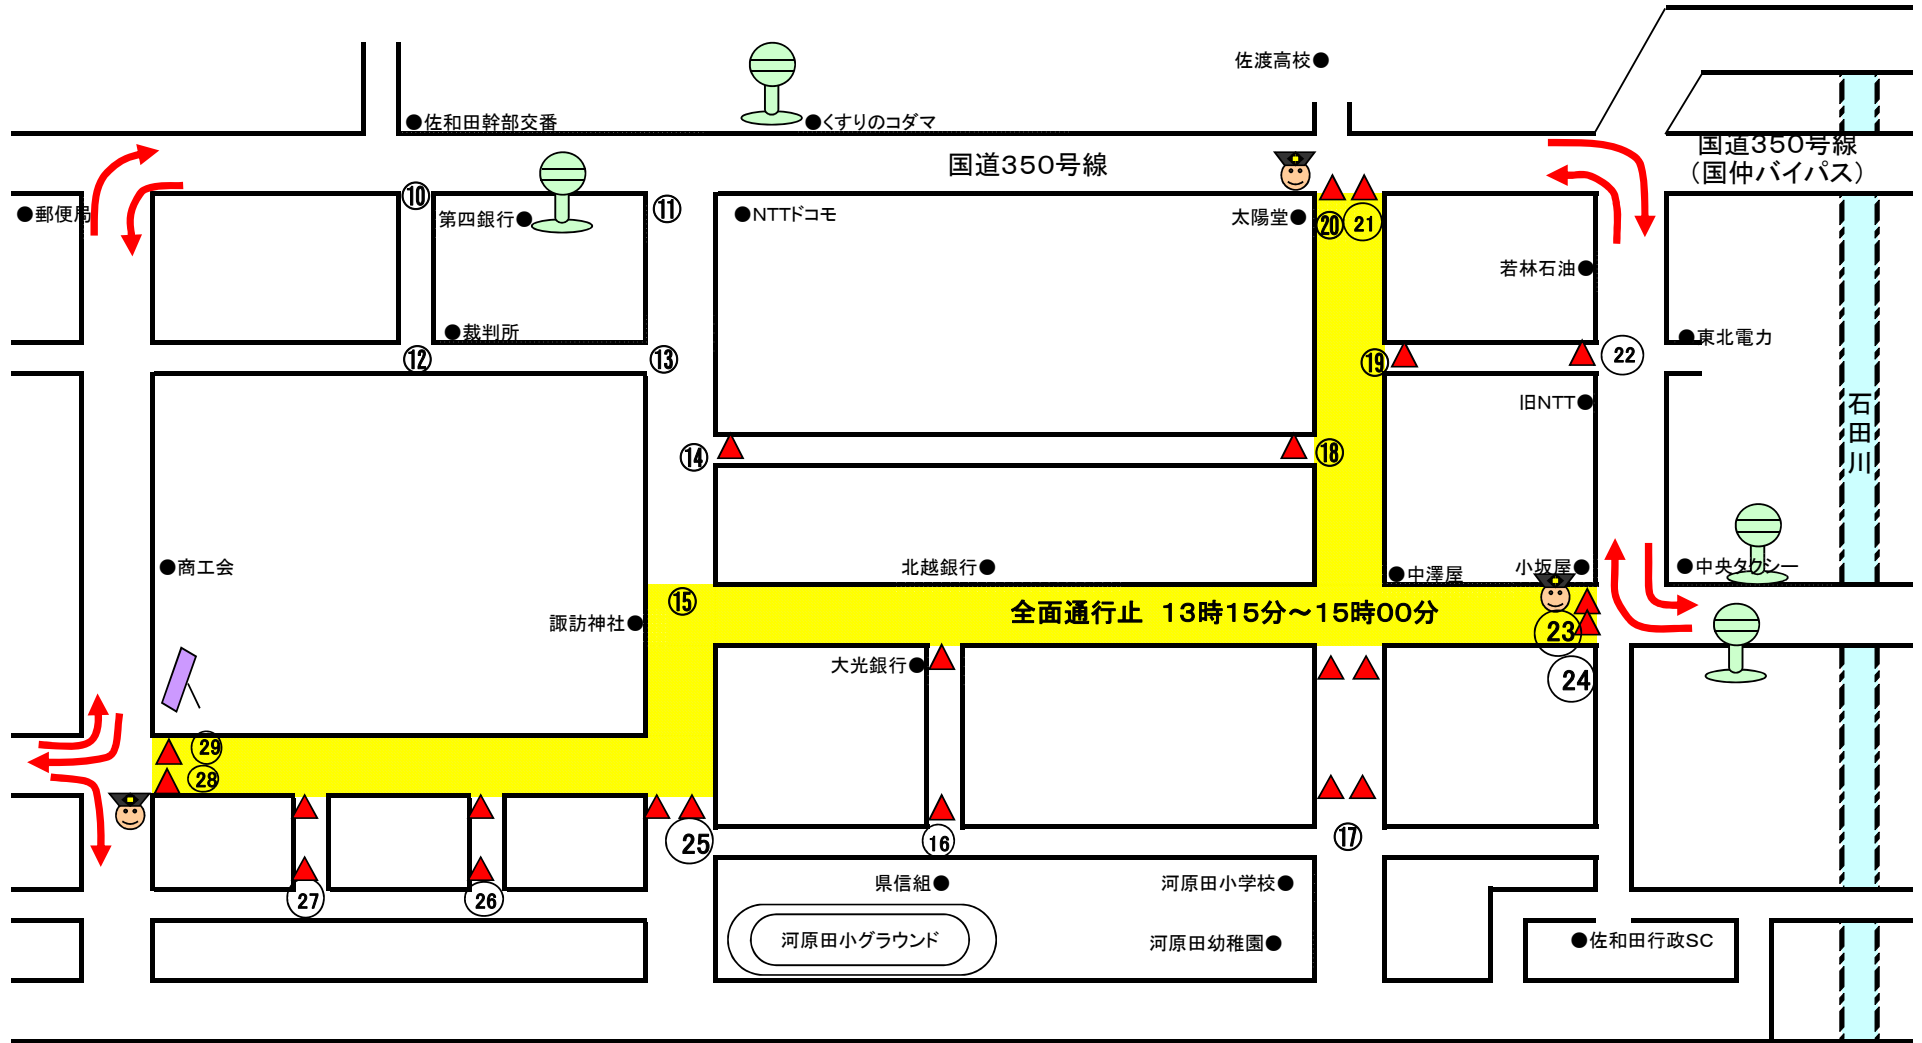 佐渡高校●
●佐和田幹部交番
●くすりのコダマ
国道350号線
国道350号線
（国仲バイパス）
●郵便局
⑩
第四銀行●
⑪
●NTTドコモ
太陽堂●
⑳
21
若林石油●
●裁判所
⑫
⑬
⑲
22
●東北電力
旧NTT●
石田川
⑭
⑱
●商工会
北越銀行●
●中澤屋
小坂屋●
●中央タクシー
⑮
全面通行止 13時15分～15時00分
諏訪神社●
23
大光銀行●
24
29
28
25
16
⑰
27
26
県信組●
河原田小学校●
河原田小グラウンド
河原田幼稚園●
●佐和田行政SC